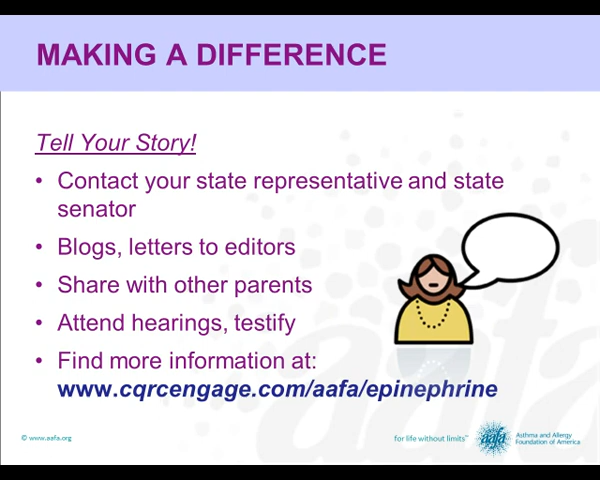 MAKING A DIFFERENCE
Tell Your Story!
• Contact your state representative and state
senator
• Blogs, letters to editors
• Share with other parents
• Attend hearings, testify
• Find more information at:
www.cqrcengage.com/aafa/epinephrine
© www.aafa.org
for life without limits™
aafa
Asthma and Allergy
Foundation of America